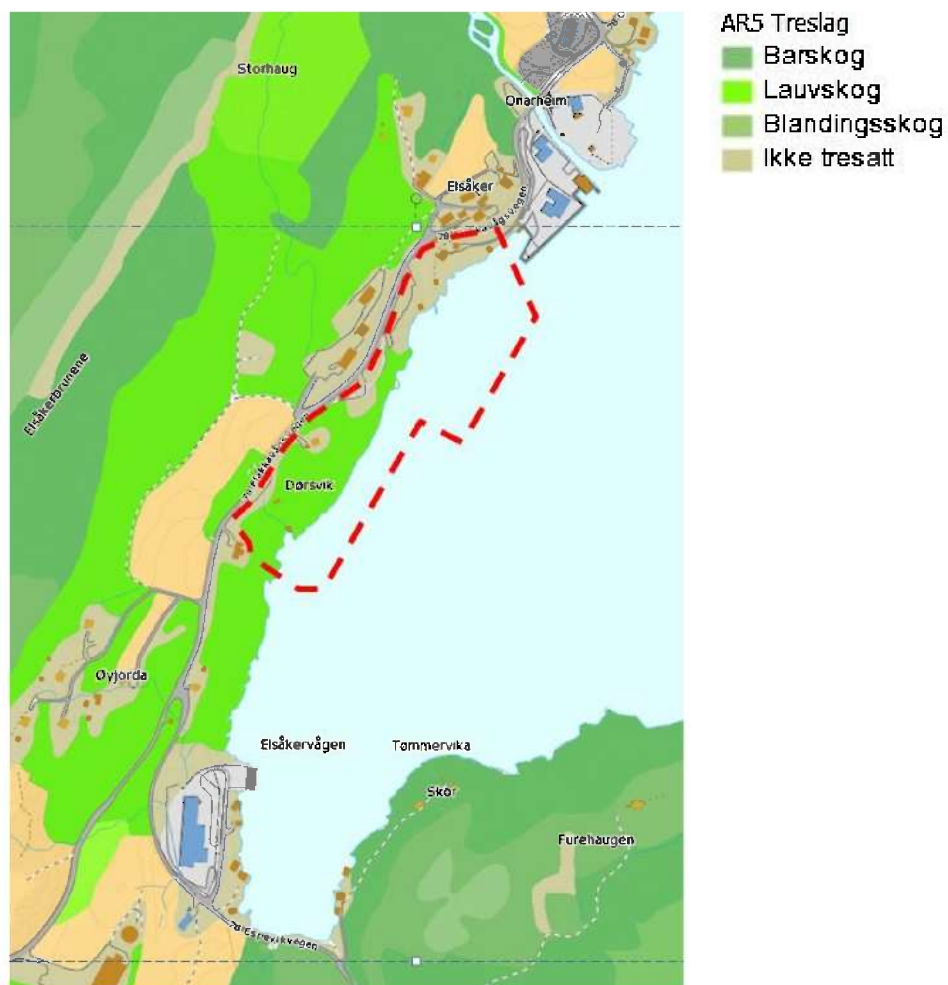 AR5 Treslag
Barskog
Lauvskog
Blandingsskog
Ikke tresatt
Storhaug
Onarheim
Elsåker
Elsåkerbrunene
Dørsvik
Øyjorda
Elsåkervågen
Tømmervika
Skor
Furehaugen